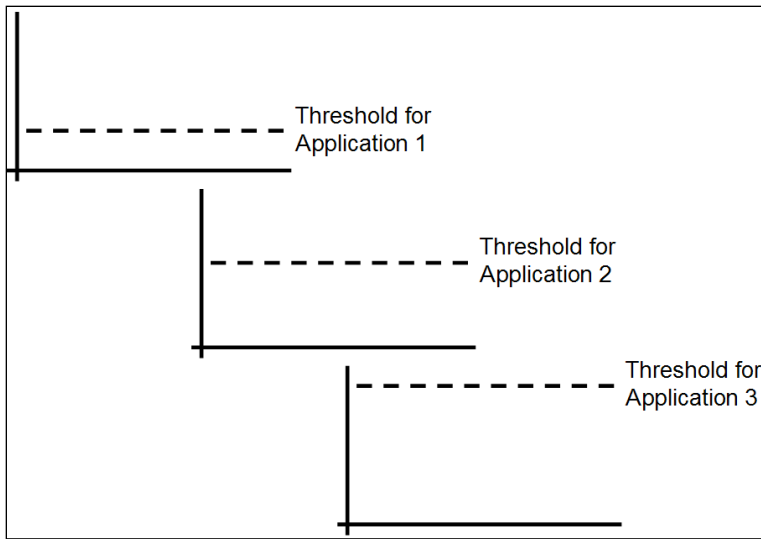 Threshold for
Application 1
Threshold for
Application 2
Threshold for
Application 3